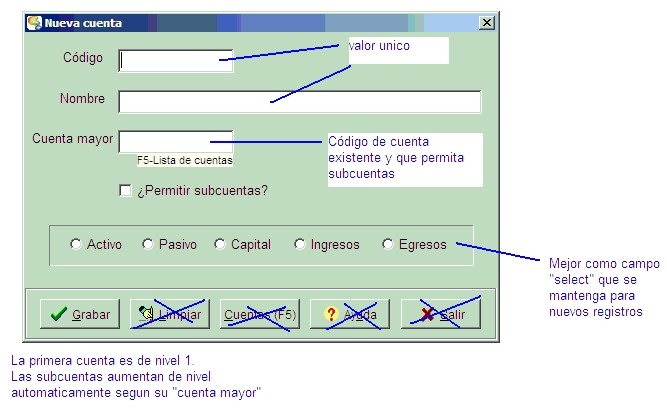 Nueva cuenta
Código
valor unico
Nombre
Cuenta mayor
F5-Lista de cuentas
Código de cuenta
existente y que permita
subcuentas
¿Permitir subcuentas?
Activo Pasivo Capital Ingresos Egresos
Mejor como campo
"select" que se
mantenga para
nuevos registros
Grabar Limpiar Cuentas (F5) Ayuda Salir
La primera cuenta es de nivel 1.
Las subcuentas aumentan de nivel
automaticamente segun su "cuenta mayor"